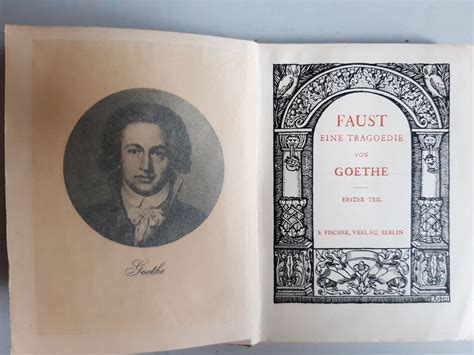 Goethe
FAUST
EINE TRAGOEDIE
VON
GOETHE
ERSTER TEIL
S. FISCHER, VERLAG, BERLIN